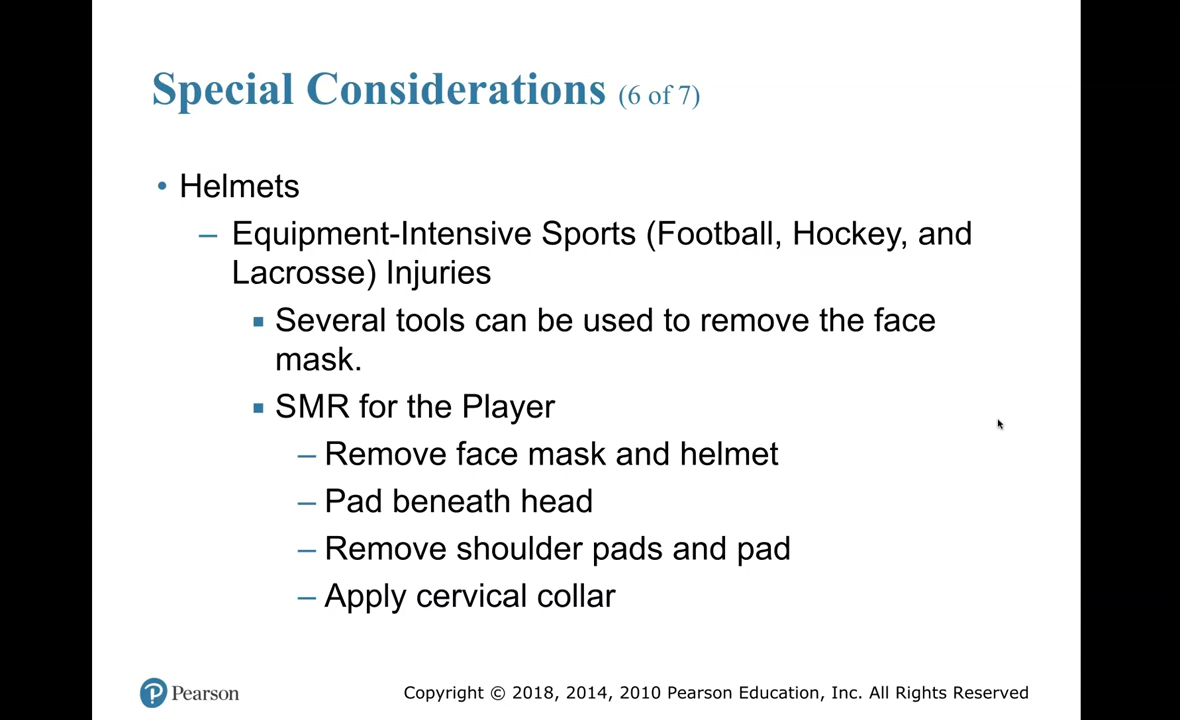 Special Considerations (6 of 7)
• Helmets
– Equipment-Intensive Sports (Football, Hockey, and
Lacrosse) Injuries
▪ Several tools can be used to remove the face
mask.
▪ SMR for the Player
– Remove face mask and helmet
– Pad beneath head
– Remove shoulder pads and pad
– Apply cervical collar
P Pearson
Copyright © 2018, 2014, 2010 Pearson Education, Inc. All Rights Reserved